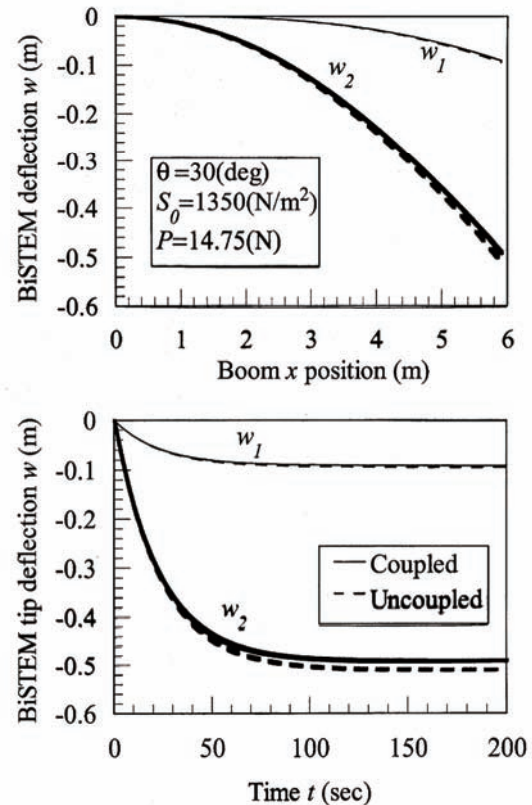 BiSTEM deflection w (m)
0
-0.1
-0.2
-0.3
-0.4
-0.5
-0.6
w1
w2
θ=30(deg)
S0=1350(N/m²)
P=14.75(N)
0 1 2 3 4 5 6
Boom x position (m)
BiSTEM tip deflection w (m)
0
-0.1
-0.2
-0.3
-0.4
-0.5
-0.6
w1
Coupled
Uncoupled
w2
0 50 100 150 200
Time t (sec)